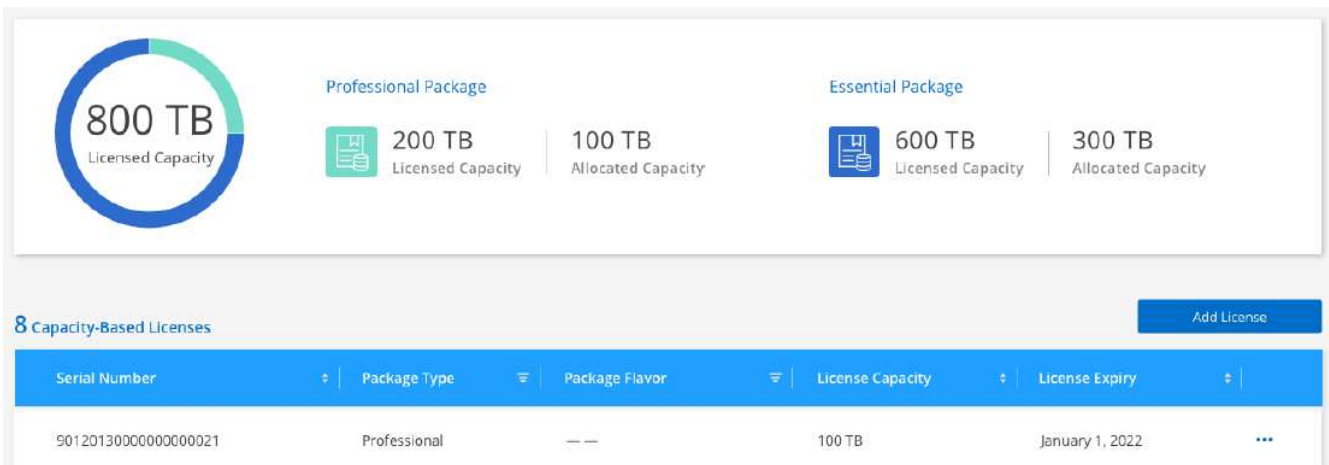 800 TB
Licensed Capacity
Professional Package
200 TB
Licensed Capacity
100 TB
Allocated Capacity
Essential Package
600 TB
Licensed Capacity
300 TB
Allocated Capacity
8 Capacity-Based Licenses
Add License
Serial Number Package Type Package Flavor License Capacity License Expiry
90120130000000000021 Professional — — 100 TB January 1, 2022 •••